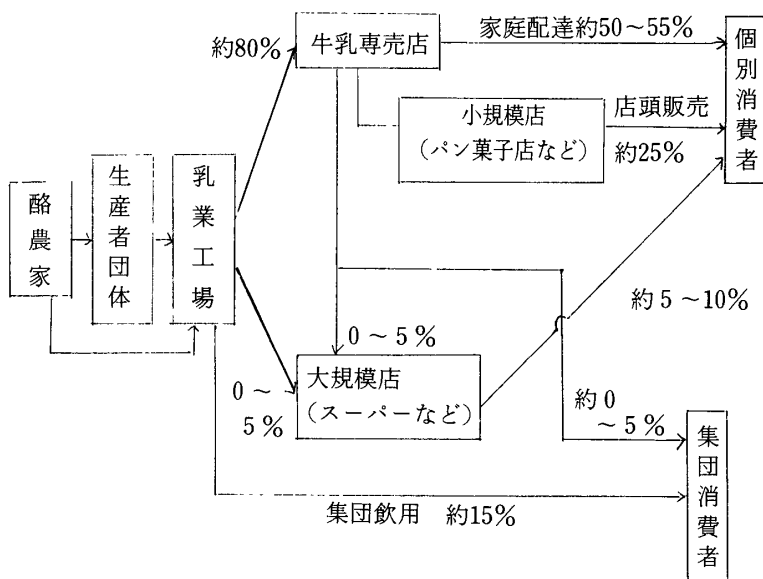 約80%
牛乳専売店
家庭配達約50～55%
個別消費者
小規模店
(パン菓子店など)
店頭販売
約25%
酪農家
生産者団体
乳業工場
約5～10%
0～5%
大規模店
(スーパーなど)
0～
5%
約0
～5%
集団消費者
集団飲用 約15%